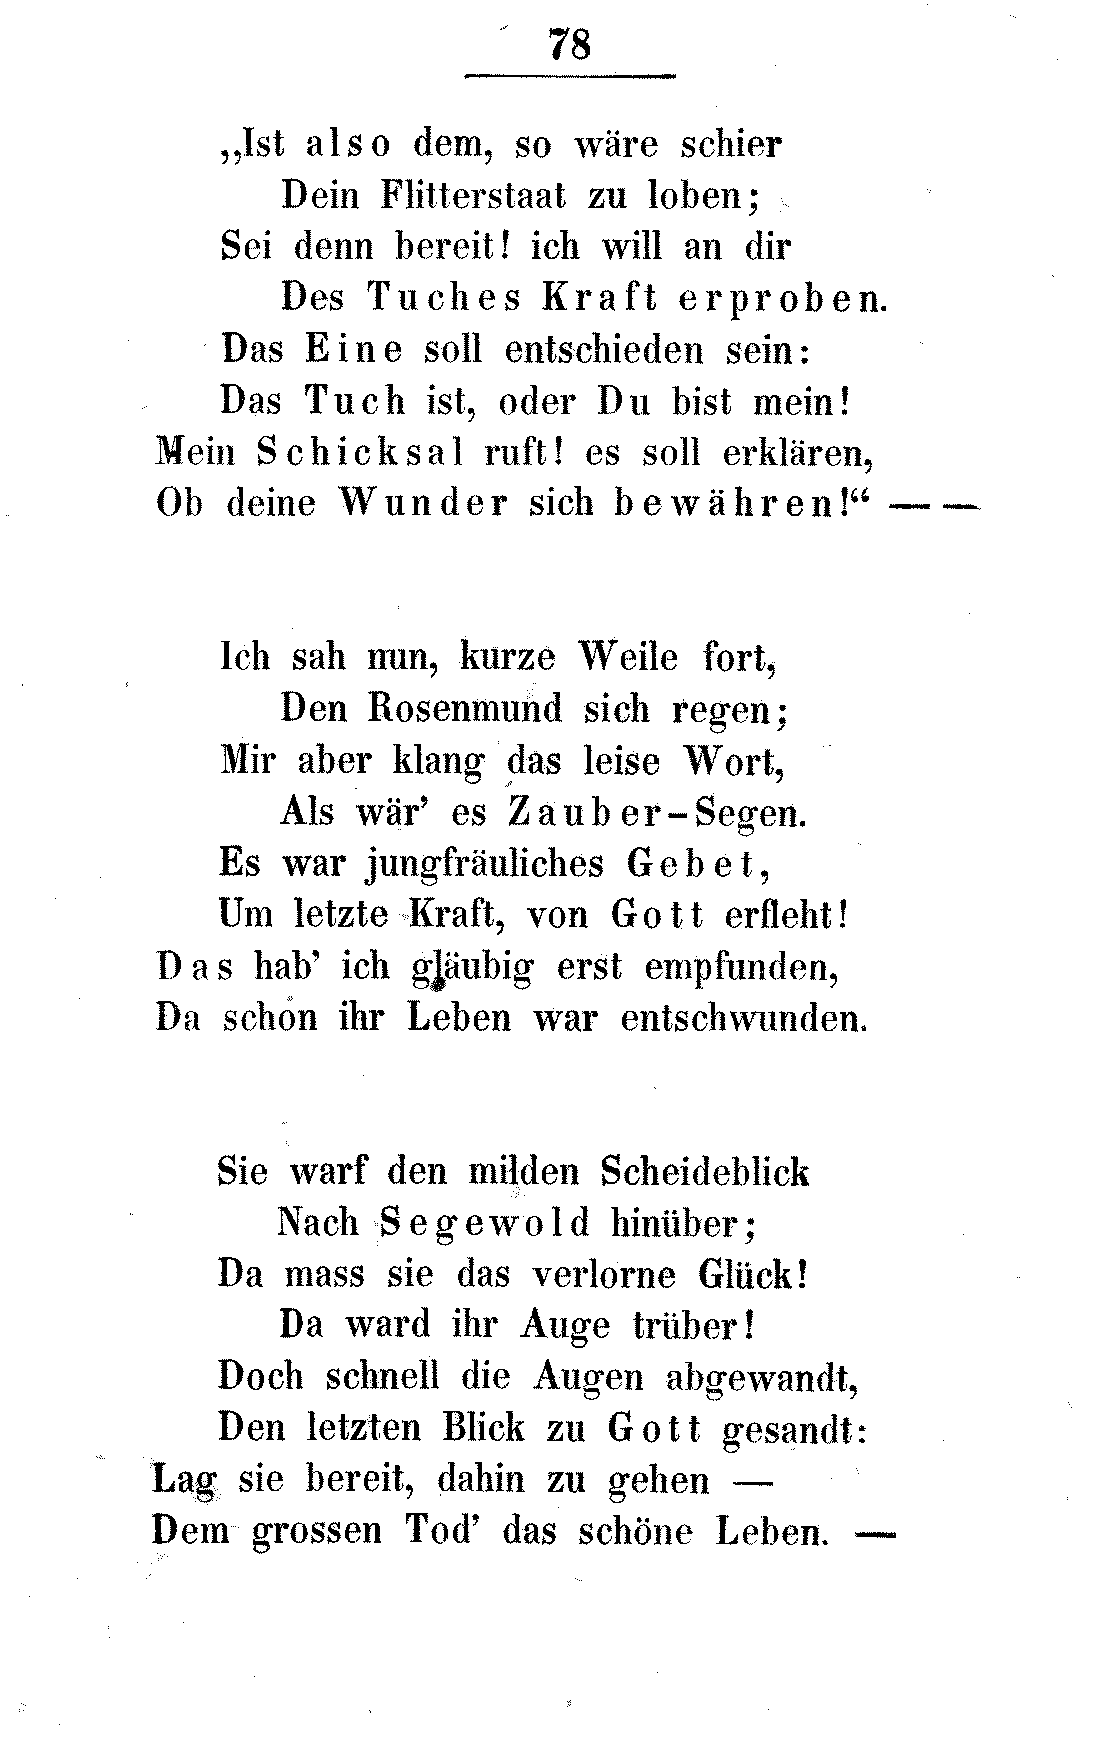 78
„Ist also dem, so wäre schier
Dein Flitterstaat zu loben;
Sei denn bereit! ich will an dir
Des Tuches Kraft erproben.
Das Eine soll entschieden sein:
Das Tuch ist, oder Du bist mein!
Mein Schicksal ruft! es soll erklären,
Ob deine Wunder sich bewähren!“ — —
Ich sah nun, kurze Weile fort,
Den Rosenmund sich regen;
Mir aber klang das leise Wort,
Als wär’ es Zauber-Segen.
Es war jungfräuliches Gebet,
Um letzte Kraft, von Gott erfleht!
Das hab’ ich gläubig erst empfunden,
Da schon ihr Leben war entschwunden.
Sie warf den milden Scheideblick
Nach Segewold hinüber;
Da mass sie das verlorne Glück!
Da ward ihr Auge trüber!
Doch schnell die Augen abgewandt,
Den letzten Blick zu Gott gesandt:
Lag sie bereit, dahin zu gehen —
Dem grossen Tod’ das schöne Leben. —